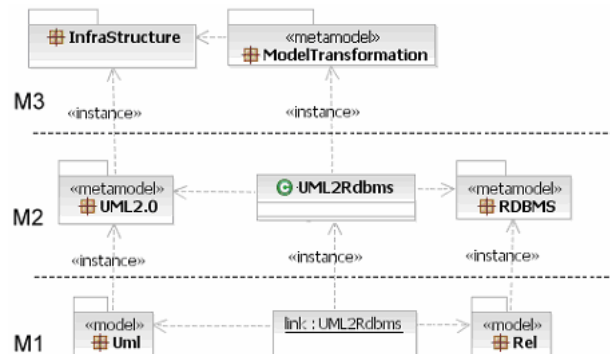 InfraStructure
«metamodel»
ModelTransformation
M3
«instance»
«instance»
M2
«metamodel»
UML2.0
C UML2Rdbms
«metamodel»
RDBMS
«instance»
«instance»
«instance»
M1
«model»
Uml
link : UML2Rdbms
«model»
Rel